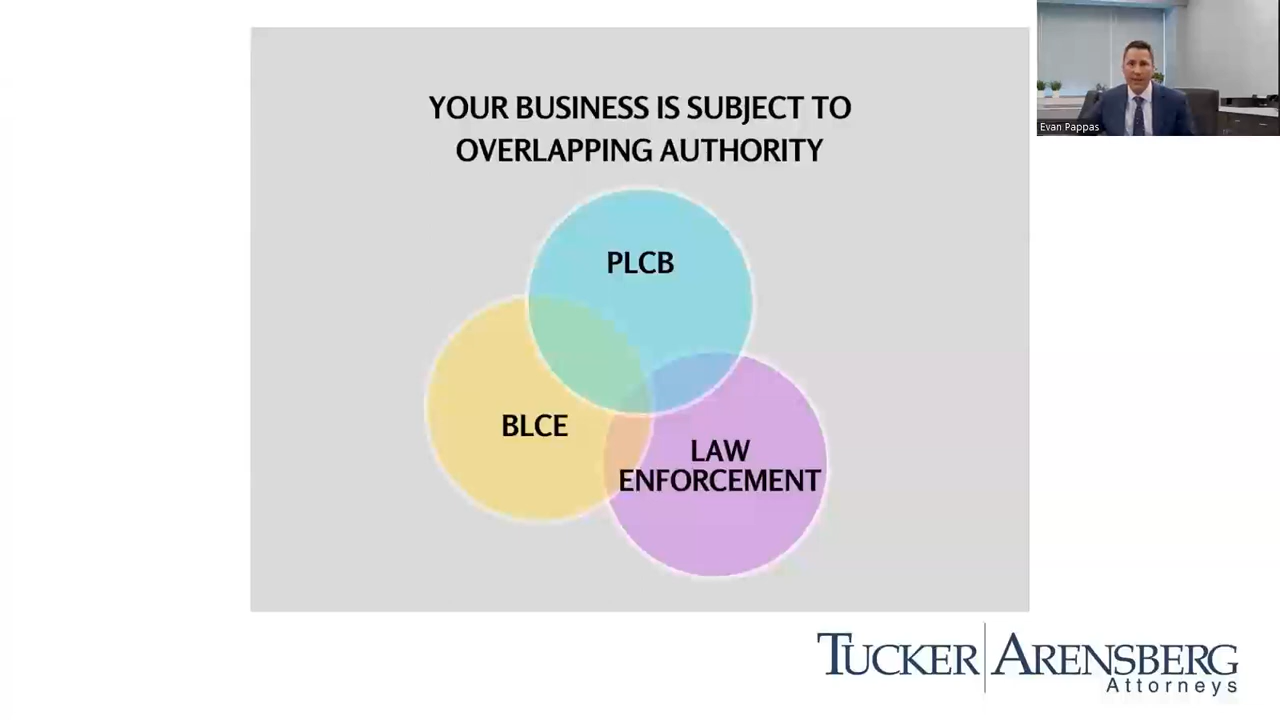 YOUR BUSINESS IS SUBJECT TO
OVERLAPPING AUTHORITY
PLCB
BLCE
LAW
ENFORCEMENT
Evan Pappas
TUCKER ARENSBERG
Attorneys